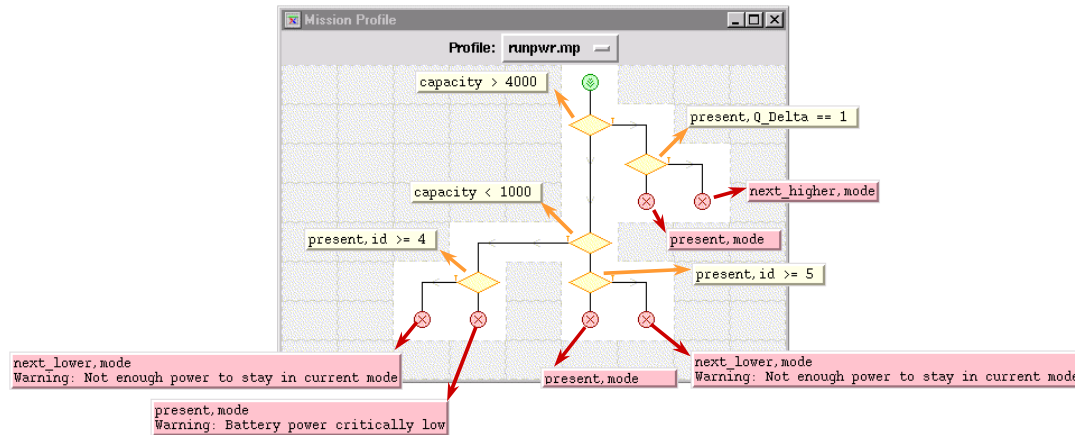 Mission Profile
Profile: runpwr.mp
capacity > 4000
present,Q_Delta == 1
capacity < 1000
next_higher,mode
present,id >= 4
present,mode
present,id >= 5
next_lower,mode
Warning: Not enough power to stay in current mode
present,mode
next_lower,mode
Warning: Not enough power to stay in current mode
present,mode
Warning: Battery power critically low